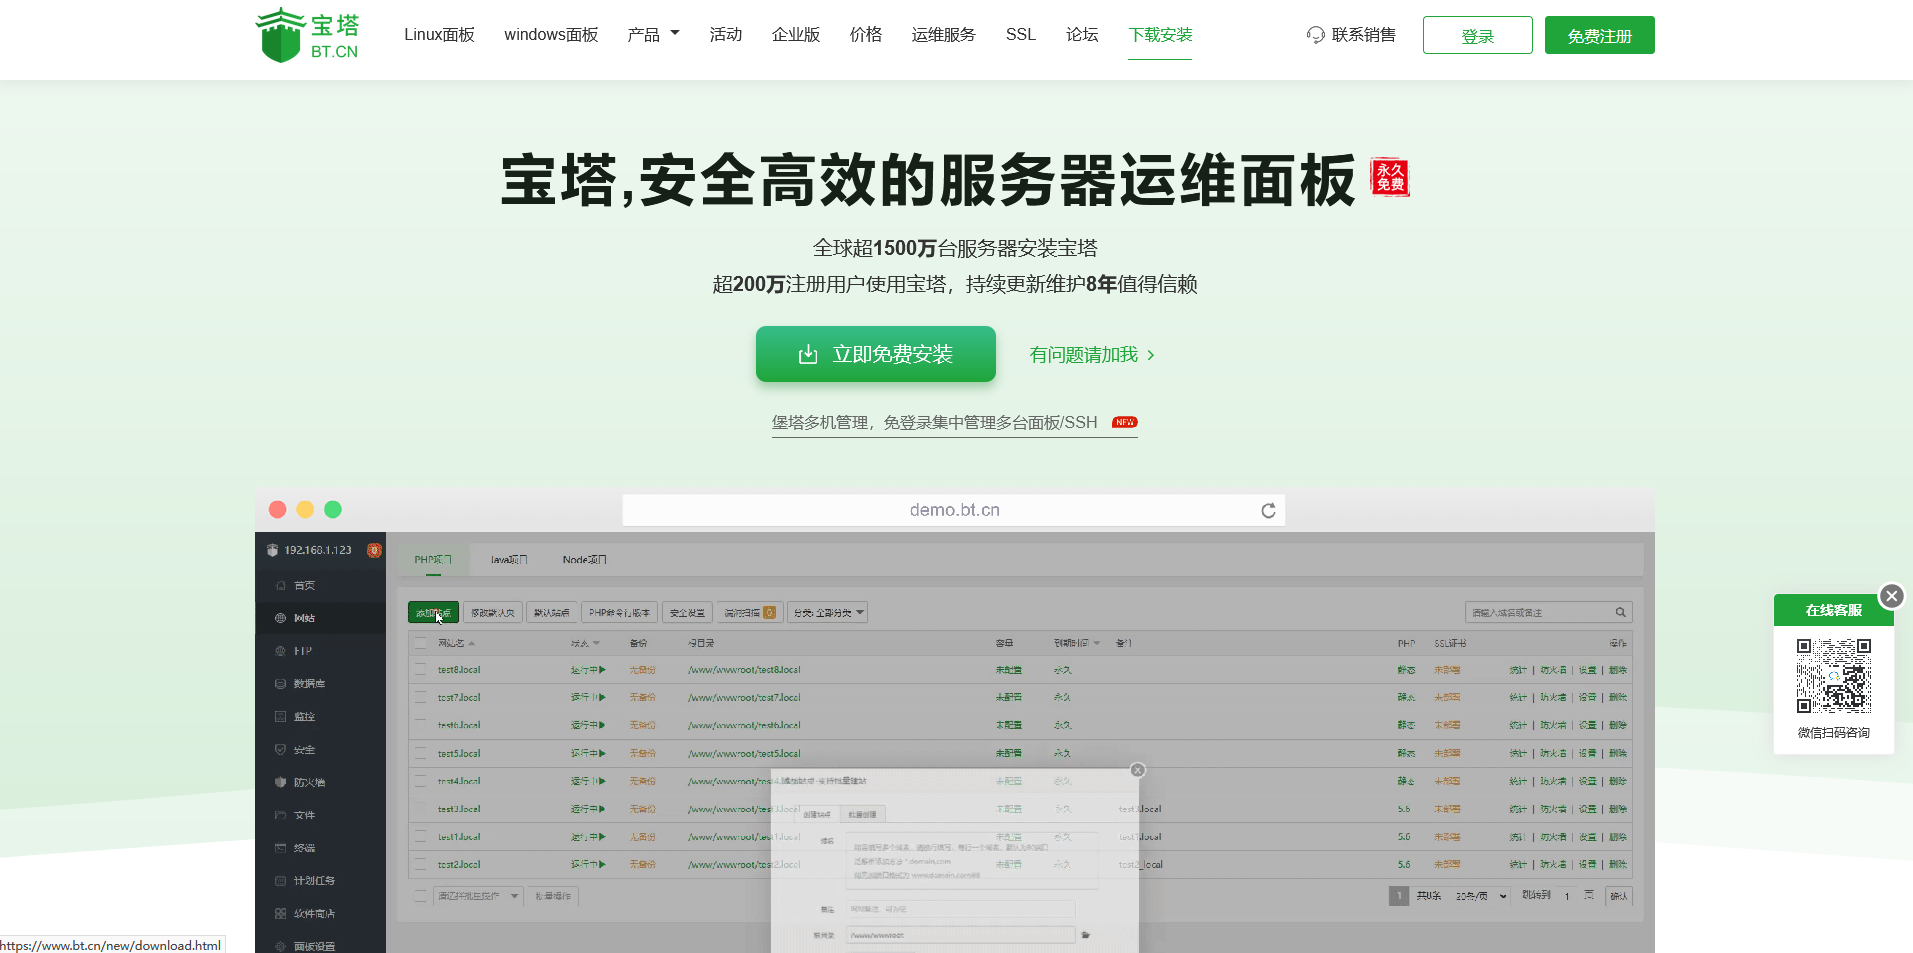 宝塔
BT.CN
Linux面板 windows面板 产品 活动 企业版 价格 运维服务 SSL 论坛 下载安装 联系销售 登录 免费注册
宝塔,安全高效的服务器运维面板 永久免费
全球超1500万台服务器安装宝塔
超200万注册用户使用宝塔，持续更新维护8年值得信赖
立即免费安装 有问题请加我
堡塔多机管理，免登录集中管理多台面板/SSH NEW
demo.bt.cn
192.168.1.123 0
PHP项目 Java项目 Node项目
首页
网站
FTP
数据库
监控
安全
防火墙
文件
终端
计划任务
软件商店
面板设置
添加站点 修改默认页 默认站点 PHP命令行版本 安全设置 漏洞扫描 0 分类: 全部分类 请输入域名或备注
网站名 状态 备份 根目录 容量 到期时间 备注 PHP SSL证书 操作
test8.local 运行中 无备份 /www/wwwroot/test8.local 未配置 永久 静态 未部署 统计 | 防火墙 | 设置 | 删除
test7.local 运行中 无备份 /www/wwwroot/test7.local 未配置 永久 静态 未部署 统计 | 防火墙 | 设置 | 删除
test6.local 运行中 无备份 /www/wwwroot/test6.local 未配置 永久 静态 未部署 统计 | 防火墙 | 设置 | 删除
test5.local 运行中 无备份 /www/wwwroot/test5.local 未配置 永久 静态 未部署 统计 | 防火墙 | 设置 | 删除
test4.local 运行中 无备份 /www/wwwroot/test4.local 未配置 永久 静态 未部署 统计 | 防火墙 | 设置 | 删除
test3.local 运行中 无备份 /www/wwwroot/test3.local 未配置 永久 test3.local 5.6 未部署 统计 | 防火墙 | 设置 | 删除
test1.local 运行中 无备份 /www/wwwroot/test1.local 未配置 永久 test1.local 5.6 未部署 统计 | 防火墙 | 设置 | 删除
test2.local 运行中 无备份 /www/wwwroot/test2.local 未配置 永久 test2.local 5.6 未部署 统计 | 防火墙 | 设置 | 删除
请选择批量操作 批量操作 1 共8条 20条/页 跳转到 1 页 确认
添加站点-支持批量建站
创建站点 批量创建
域名
备注
根目录 /www/wwwroot
在线客服
微信扫码咨询
https://www.bt.cn/new/download.html